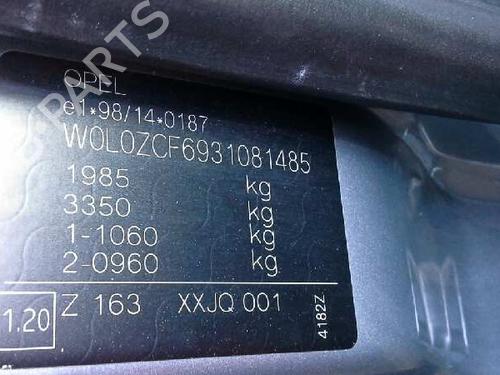 PARTS
OPEL
e1*98/14*0187
W0L0ZCF6931081485
1985 kg
3350 kg
1-1060 kg
2-0960 kg
1.20 Z 163 XXJQ 001 4182Z